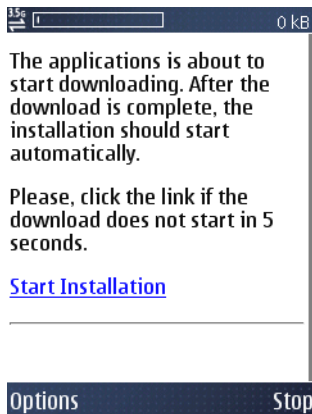 3.5G
0 kB
The applications is about to
start downloading. After the
download is complete, the
installation should start
automatically.
Please, click the link if the
download does not start in 5
seconds.
Start Installation
Options Stop